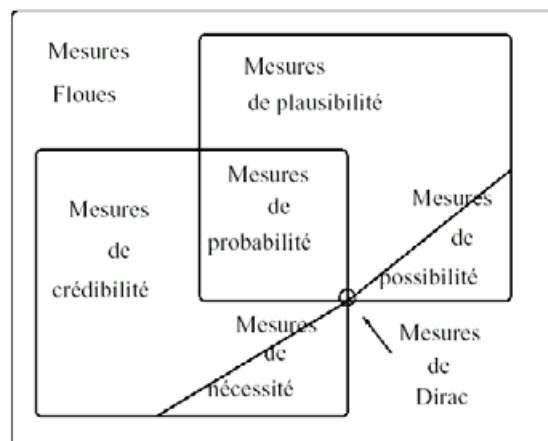 Mesures
Floues
Mesures
de plausibilité
Mesures
de
probabilité
Mesures
de
crédibilité
Mesures
de
possibilité
Mesures
de
nécessité
Mesures
de
Dirac